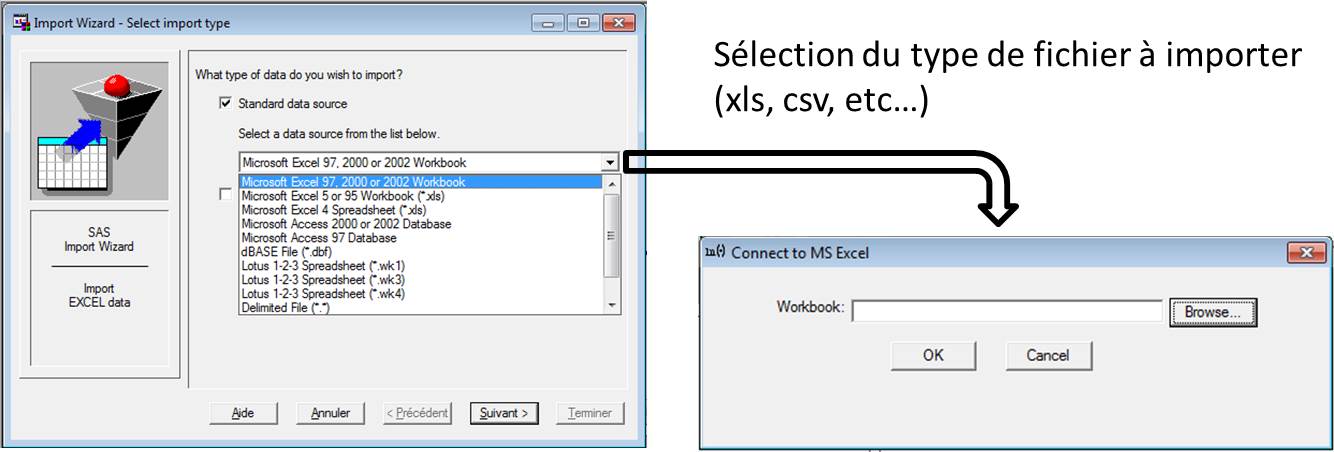 Import Wizard - Select import type
What type of data do you wish to import?
Standard data source
Select a data source from the list below.
Microsoft Excel 97, 2000 or 2002 Workbook
Microsoft Excel 97, 2000 or 2002 Workbook
Microsoft Excel 5 or 95 Workbook (*.xls)
Microsoft Excel 4 Spreadsheet (*.xls)
Microsoft Access 2000 or 2002 Database
Microsoft Access 97 Database
dBASE File (*.dbf)
Lotus 1-2-3 Spreadsheet (*.wk1)
Lotus 1-2-3 Spreadsheet (*.wk3)
Lotus 1-2-3 Spreadsheet (*.wk4)
Delimited File (*.*)
SAS
Import Wizard
Import
EXCEL data
Aide
Annuler
< Précédent
Suivant >
Terminer
Sélection du type de fichier à importer
(xls, csv, etc…)
Connect to MS Excel
Workbook:
Browse...
OK
Cancel